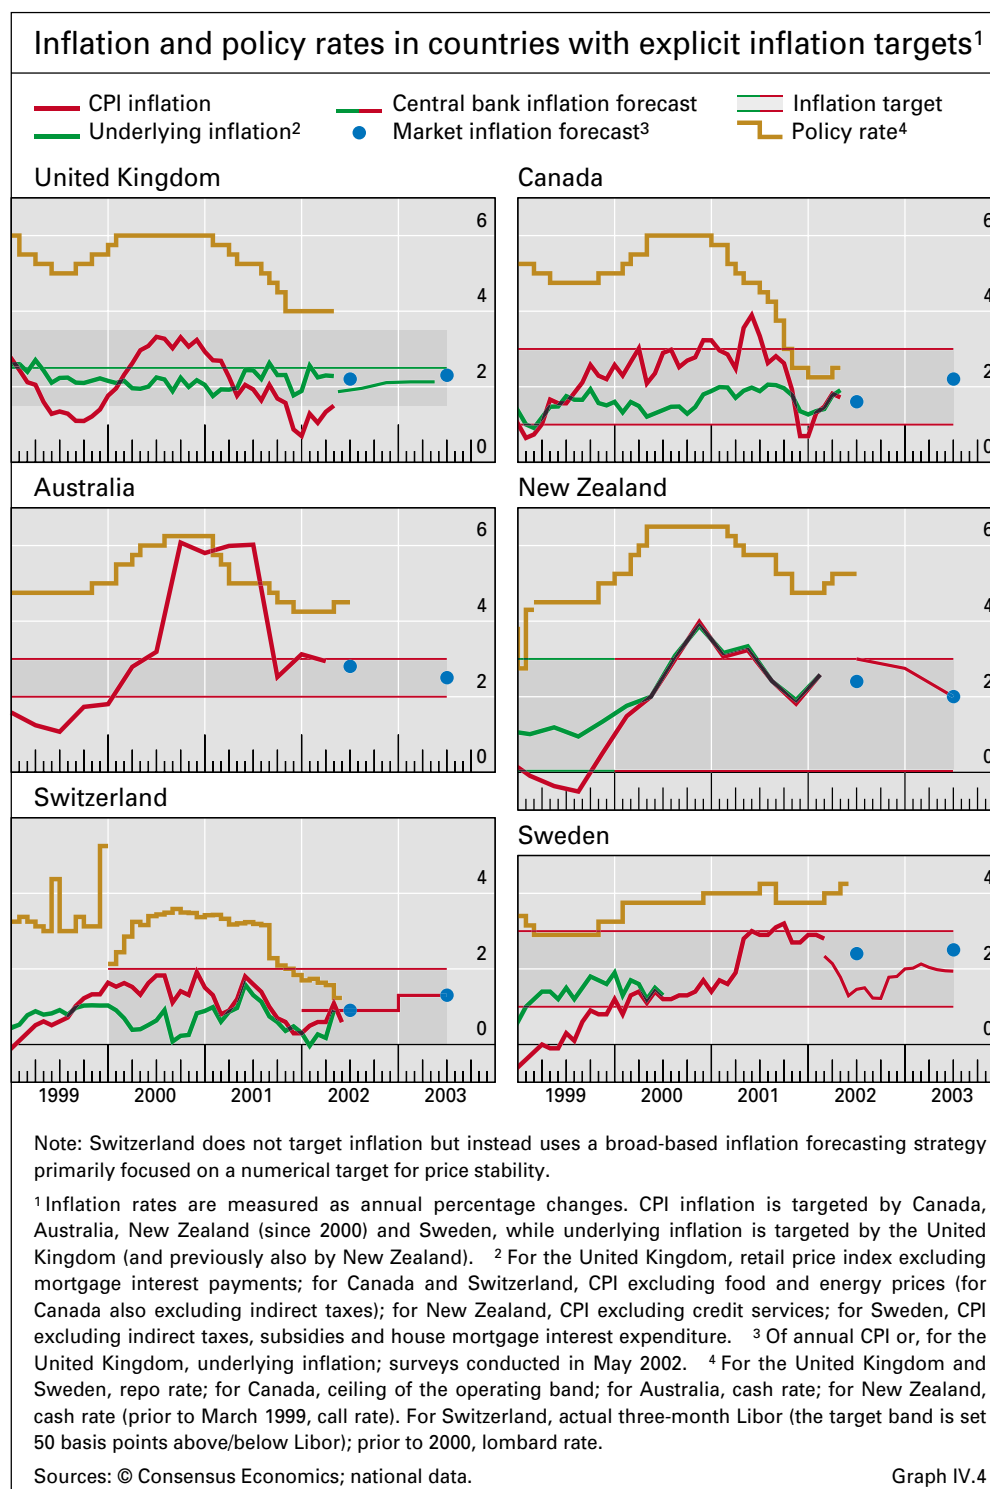 Inflation and policy rates in countries with explicit inflation targets¹
CPI inflation
Central bank inflation forecast
Inflation target
Underlying inflation²
Market inflation forecast³
Policy rate⁴
United Kingdom
Canada
6
4
2
0
6
4
2
0
Australia
New Zealand
6
4
2
0
6
4
2
0
Switzerland
Sweden
4
2
0
4
2
0
1999 2000 2001 2002 2003
1999 2000 2001 2002 2003
Note: Switzerland does not target inflation but instead uses a broad-based inflation forecasting strategy
primarily focused on a numerical target for price stability.
¹ Inflation rates are measured as annual percentage changes. CPI inflation is targeted by Canada,
Australia, New Zealand (since 2000) and Sweden, while underlying inflation is targeted by the United
Kingdom (and previously also by New Zealand). ² For the United Kingdom, retail price index excluding
mortgage interest payments; for Canada and Switzerland, CPI excluding food and energy prices (for
Canada also excluding indirect taxes); for New Zealand, CPI excluding credit services; for Sweden, CPI
excluding indirect taxes, subsidies and house mortgage interest expenditure. ³ Of annual CPI or, for the
United Kingdom, underlying inflation; surveys conducted in May 2002. ⁴ For the United Kingdom and
Sweden, repo rate; for Canada, ceiling of the operating band; for Australia, cash rate; for New Zealand,
cash rate (prior to March 1999, call rate). For Switzerland, actual three-month Libor (the target band is set
50 basis points above/below Libor); prior to 2000, lombard rate.
Sources: © Consensus Economics; national data.
Graph IV.4